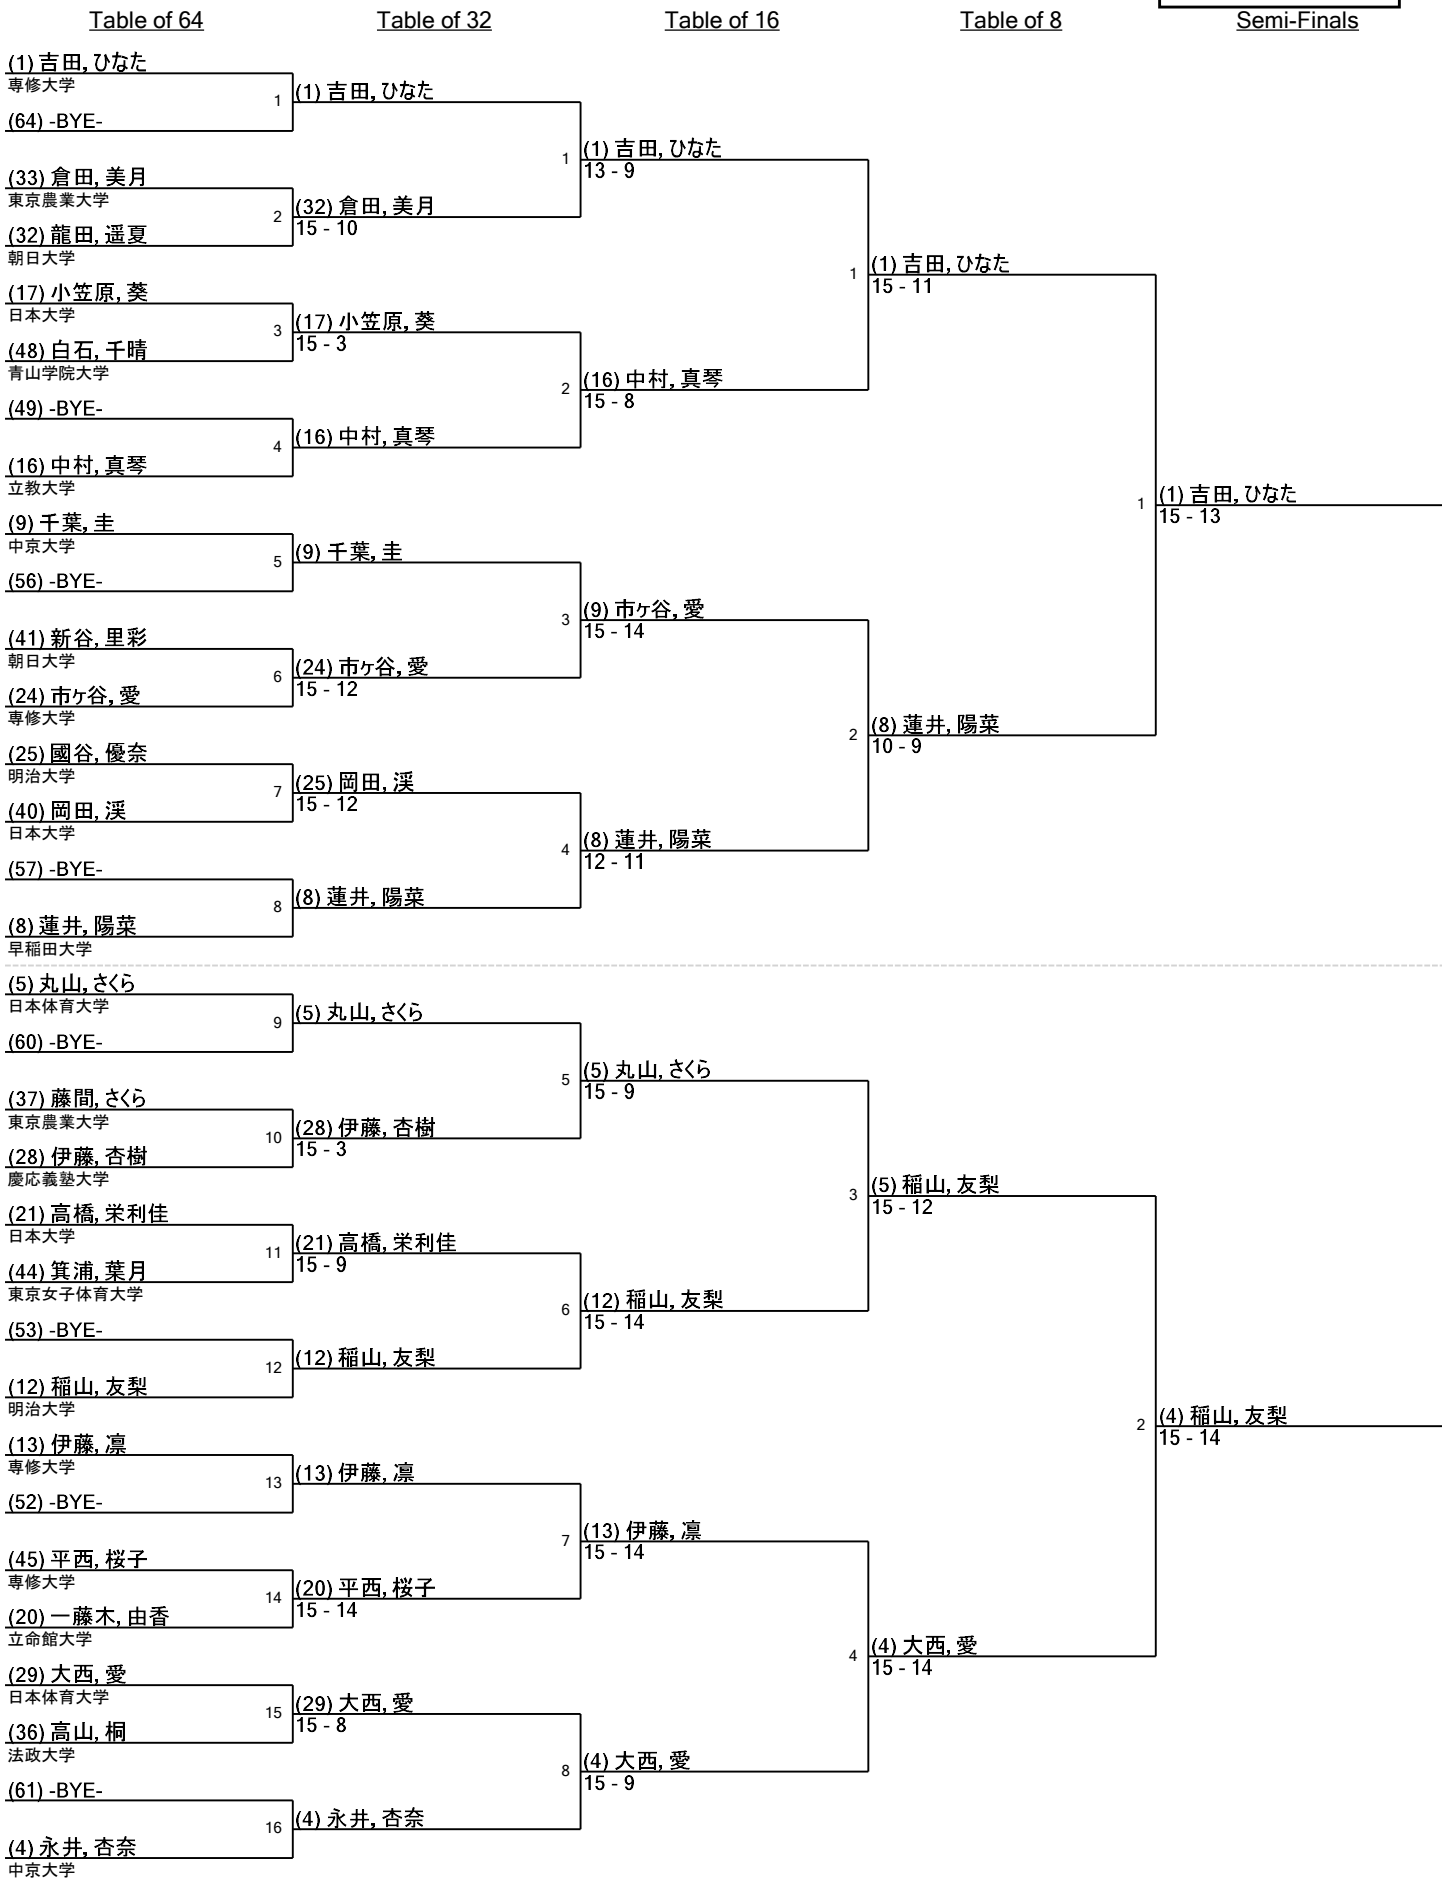 Table of 64
Table of 32
Table of 16
Table of 8
Semi-Finals
(1) 吉田, ひなた
専修大学
1
(64) -BYE-
(33) 倉田, 美月
東京農業大学
2
(32) 龍田, 遥夏
朝日大学
(17) 小笠原, 葵
日本大学
3
(48) 白石, 千晴
青山学院大学
(49) -BYE-
4
(16) 中村, 真琴
立教大学
(9) 千葉, 圭
中京大学
5
(56) -BYE-
(41) 新谷, 里彩
朝日大学
6
(24) 市ヶ谷, 愛
専修大学
(25) 國谷, 優奈
明治大学
7
(40) 岡田, 渓
日本大学
(57) -BYE-
8
(8) 蓮井, 陽菜
早稲田大学
(5) 丸山, さくら
日本体育大学
9
(60) -BYE-
(37) 藤間, さくら
東京農業大学
10
(28) 伊藤, 杏樹
慶応義塾大学
(21) 高橋, 栄利佳
日本大学
11
(44) 箕浦, 葉月
東京女子体育大学
(53) -BYE-
12
(12) 稲山, 友梨
明治大学
(13) 伊藤, 凛
専修大学
13
(52) -BYE-
(45) 平西, 桜子
専修大学
14
(20) 一藤木, 由香
立命館大学
(29) 大西, 愛
日本体育大学
15
(36) 高山, 桐
法政大学
(61) -BYE-
16
(4) 永井, 杏奈
中京大学
(1) 吉田, ひなた
1
(32) 倉田, 美月
15 - 10
(17) 小笠原, 葵
15 - 3
2
(16) 中村, 真琴
(9) 千葉, 圭
3
(24) 市ヶ谷, 愛
15 - 12
(25) 岡田, 渓
15 - 12
4
(8) 蓮井, 陽菜
(5) 丸山, さくら
5
(28) 伊藤, 杏樹
15 - 3
(21) 高橋, 栄利佳
15 - 9
6
(12) 稲山, 友梨
(13) 伊藤, 凛
7
(20) 平西, 桜子
15 - 14
(29) 大西, 愛
15 - 8
8
(4) 永井, 杏奈
(1) 吉田, ひなた
13 - 9
1
(16) 中村, 真琴
15 - 8
(9) 市ヶ谷, 愛
15 - 14
2
(8) 蓮井, 陽菜
12 - 11
(5) 丸山, さくら
15 - 9
3
(12) 稲山, 友梨
15 - 14
(13) 伊藤, 凛
15 - 14
4
(4) 大西, 愛
15 - 9
(1) 吉田, ひなた
15 - 11
1
(8) 蓮井, 陽菜
10 - 9
(5) 稲山, 友梨
15 - 12
2
(4) 大西, 愛
15 - 14
(1) 吉田, ひなた
15 - 13
(4) 稲山, 友梨
15 - 14